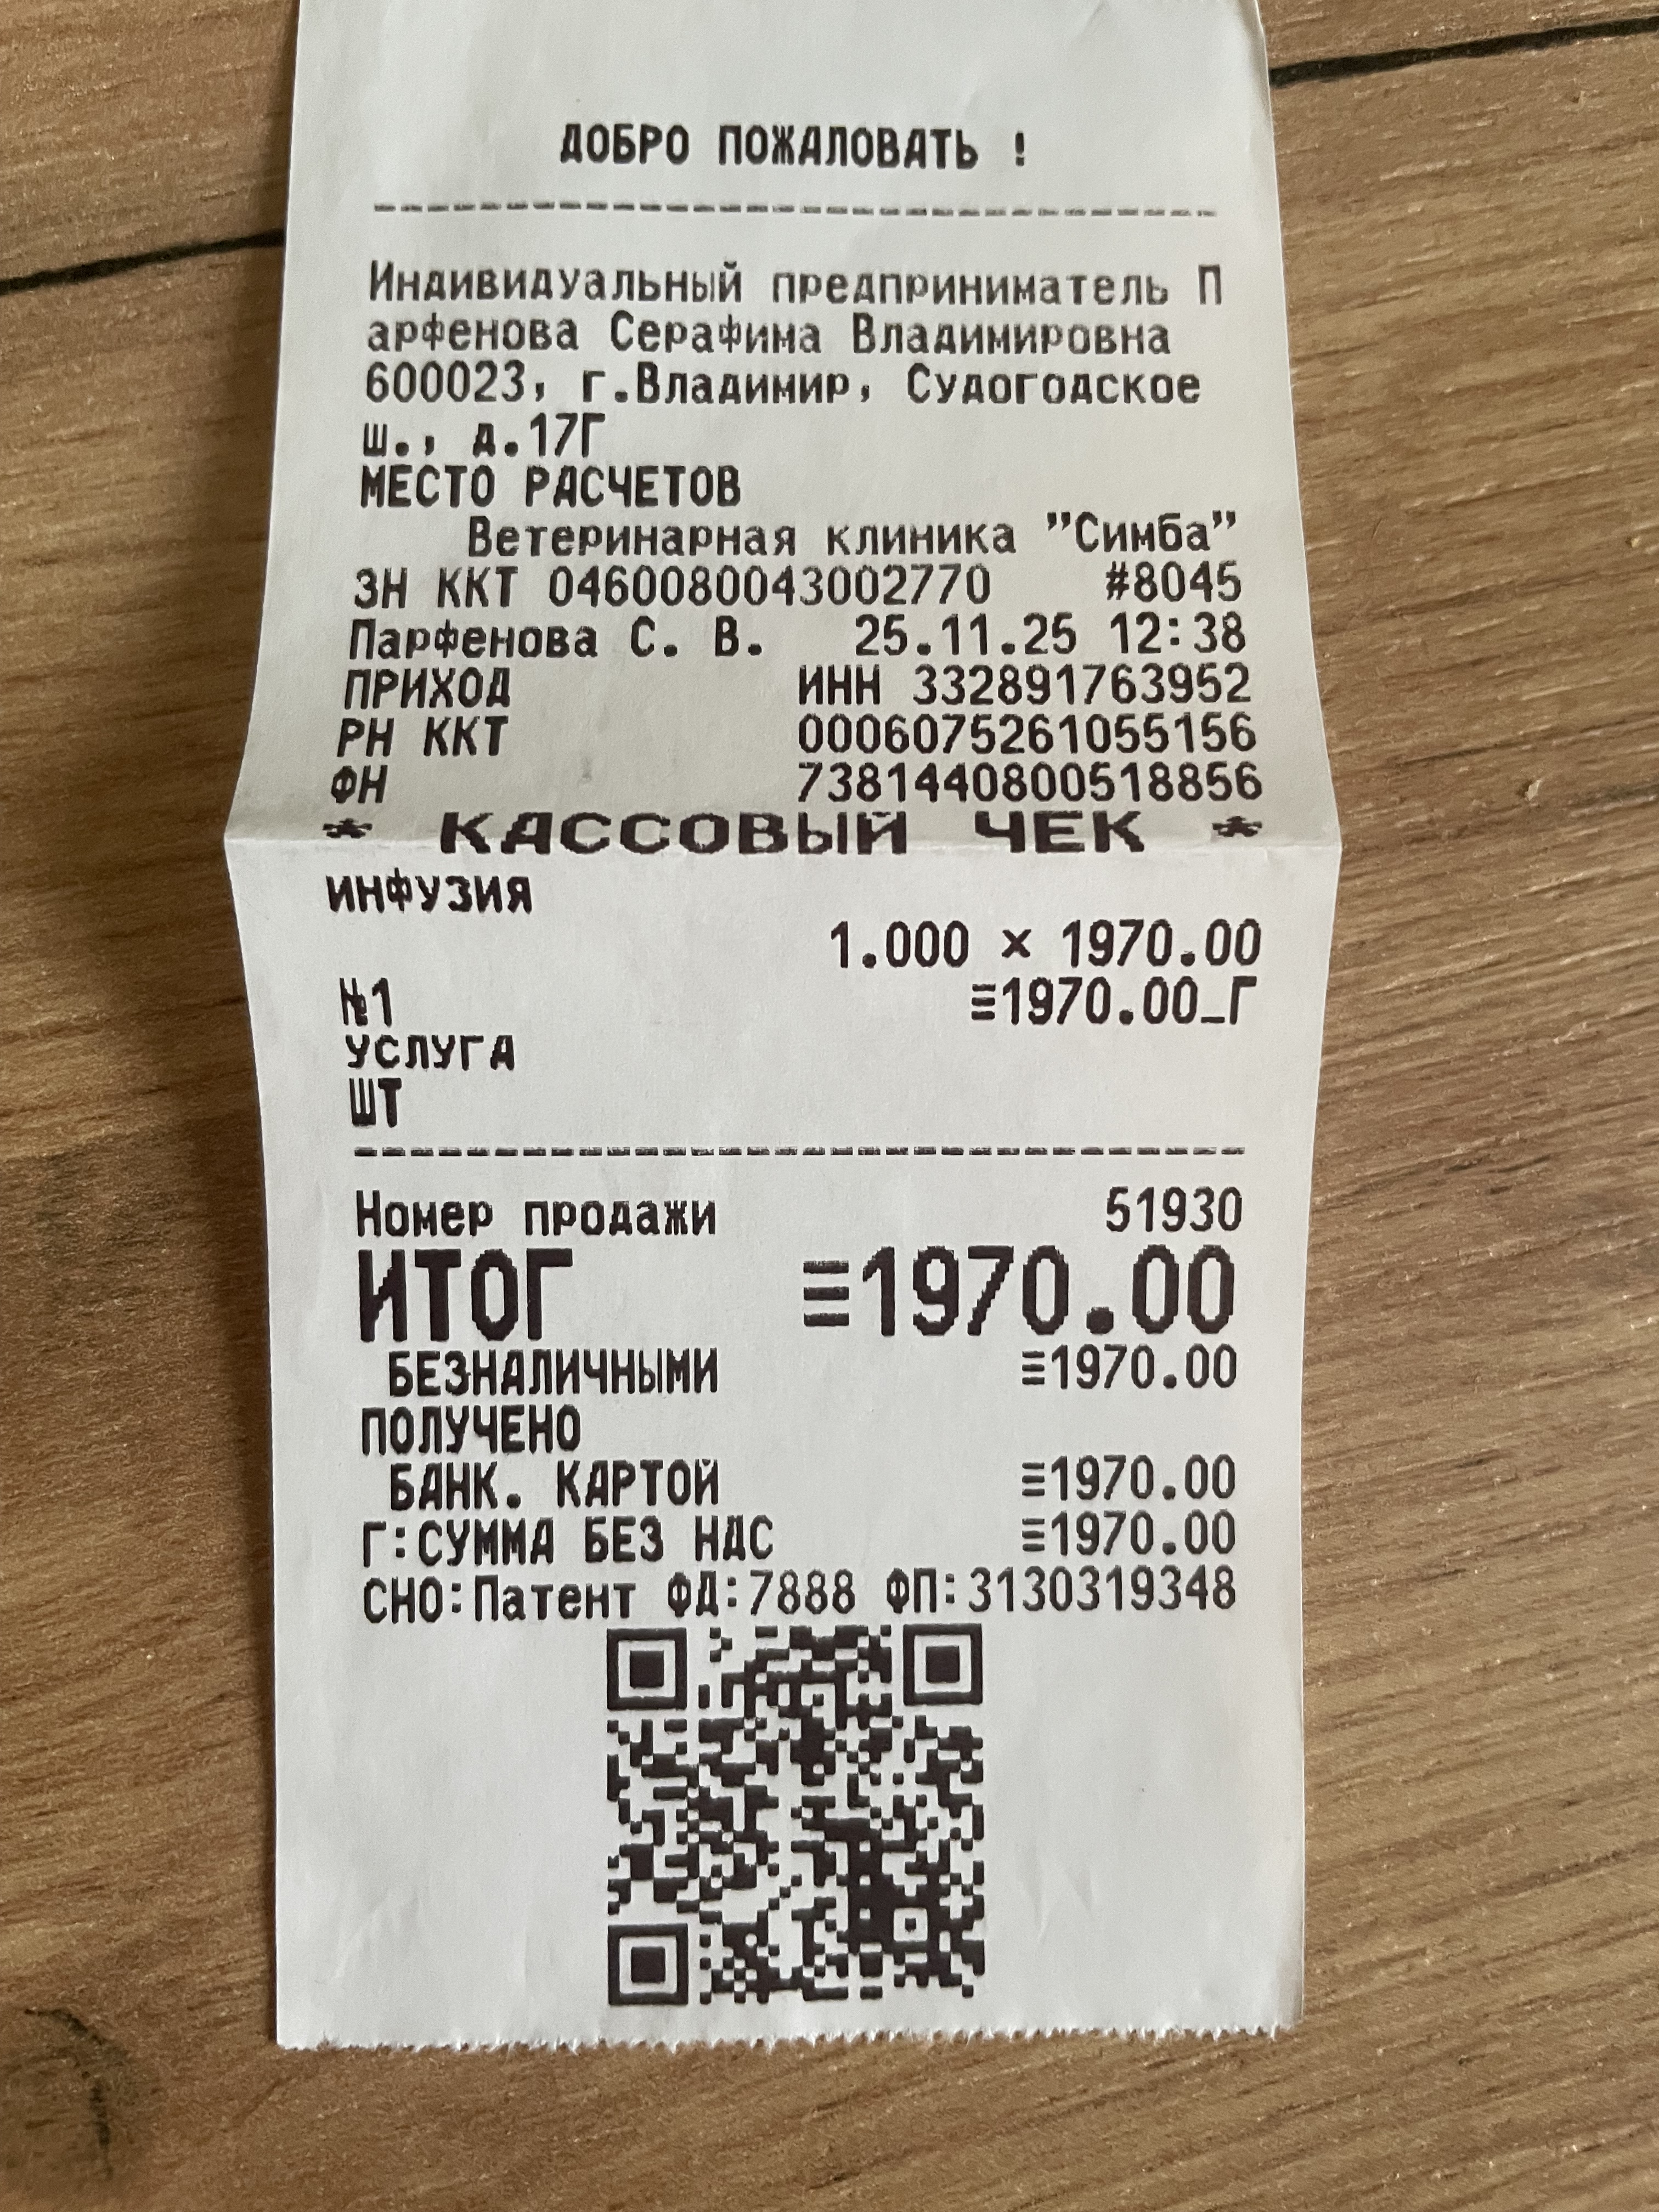 ДОБРО ПОЖАЛОВАТЬ !
Индивидуальный предприниматель П
арфенова Серафима Владимировна
600023, г.Владимир, Судогодское
ш., д.17Г
МЕСТО РАСЧЕТОВ
Ветеринарная клиника "Симба"
ЗН ККТ 04600800043002770 #8045
Парфенова С. В. 25.11.25 12:38
ПРИХОД ИНН 332891763952
РН ККТ 0006075261055156
ФН 7381440800518856
* КАССОВЫЙ ЧЕК *
ИНФУЗИЯ
1.000 × 1970.00
№1 ≡1970.00_Г
УСЛУГА
ШТ
Номер продажи 51930
ИТОГ ≡1970.00
БЕЗНАЛИЧНЫМИ ≡1970.00
ПОЛУЧЕНО
БАНК. КАРТОЙ ≡1970.00
Г:СУММА БЕЗ НДС ≡1970.00
СНО:Патент ФД:7888 ФП:3130319348